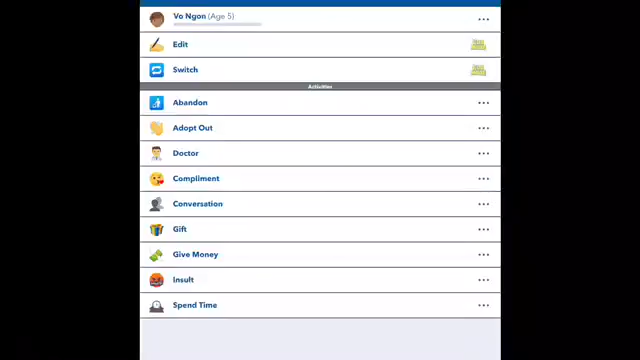 Vo Ngon (Age 5)
Edit
Switch
Activities
Abandon
Adopt Out
Doctor
Compliment
Conversation
Gift
Give Money
Insult
Spend Time